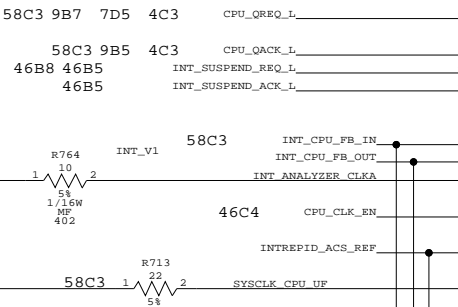 58C3 9B7 7D5 4C3 CPU_QREQ_L
58C3 9B5 4C3 CPU_QACK_L
46B8 46B5 INT_SUSPEND_REQ_L
46B5 INT_SUSPEND_ACK_L
58C3 INT_CPU_FB_IN
R764 INT_V1 INT_CPU_FB_OUT
10
1 2 INT_ANALYZER_CLKA
5%
1/16W
MF
402
46C4 CPU_CLK_EN
INTREPID_ACS_REF
R713
22
58C3 1 2 SYSCLK_CPU_UF
5%